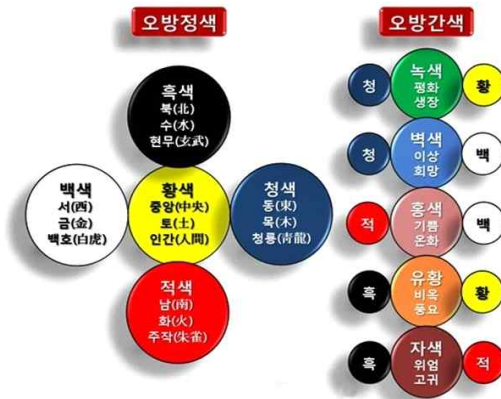 오방정색
흑색
북(北)
수(水)
현무(玄武)
백색
서(西)
금(金)
백호(白虎)
황색
중앙(中央)
토(土)
인간(人間)
청색
동(東)
목(木)
청룡(靑龍)
적색
남(南)
화(火)
주작(朱雀)
오방간색
청
녹색
평화
생장
황
청
벽색
이상
희망
백
적
홍색
기쁨
온화
백
흑
유황
비옥
풍요
황
흑
자색
위엄
고귀
적